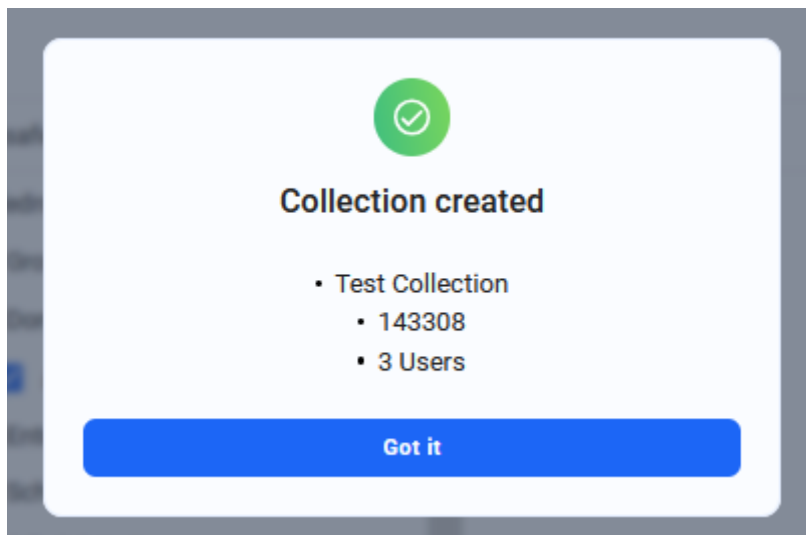 Collection created
• Test Collection
• 143308
• 3 Users
Got it